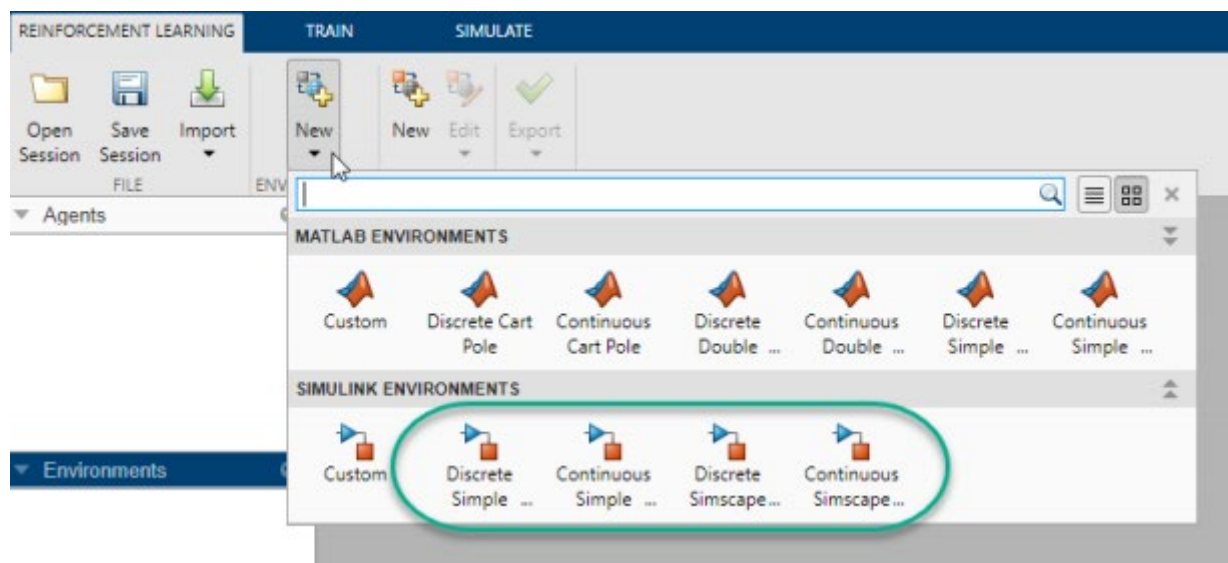 REINFORCEMENT LEARNING TRAIN SIMULATE
Open Session
Save Session
Import
New
New
Edit
Export
FILE
ENV
Agents
MATLAB ENVIRONMENTS
Custom
Discrete Cart Pole
Continuous Cart Pole
Discrete Double ...
Continuous Double ...
Discrete Simple ...
Continuous Simple ...
SIMULINK ENVIRONMENTS
Custom
Discrete Simple ...
Continuous Simple ...
Discrete Simscape...
Continuous Simscape...
Environments